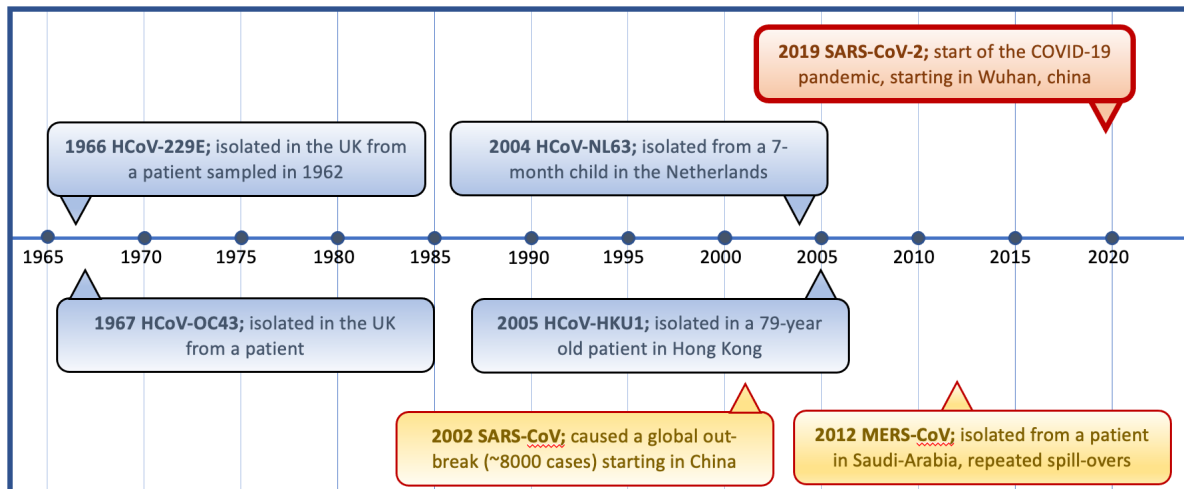 2019 SARS-CoV-2; start of the COVID-19
pandemic, starting in Wuhan, china
1966 HCoV-229E; isolated in the UK from
a patient sampled in 1962
2004 HCoV-NL63; isolated from a 7-
month child in the Netherlands
1965 1970 1975 1980 1985 1990 1995 2000 2005 2010 2015 2020
1967 HCoV-OC43; isolated in the UK
from a patient
2005 HCoV-HKU1; isolated in a 79-year
old patient in Hong Kong
2002 SARS-CoV; caused a global out-
break (~8000 cases) starting in China
2012 MERS-CoV; isolated from a patient
in Saudi-Arabia, repeated spill-overs